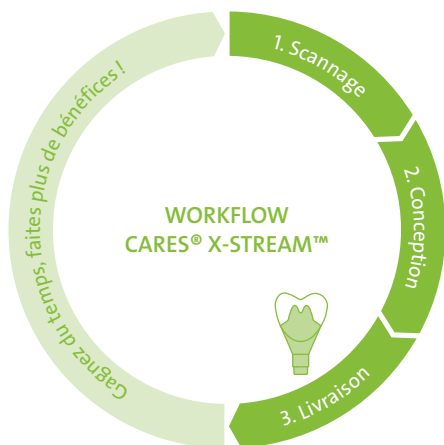 1. Scannage
2. Conception
3. Livraison
Gagnez du temps, faites plus de bénéfices !
WORKFLOW
CARES® X-STREAM™